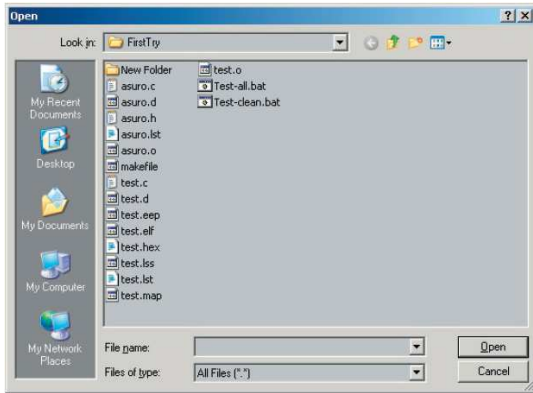 Open
Look in: FirstTry
My Recent Documents
Desktop
My Documents
My Computer
My Network Places
New Folder
asuro.c
asuro.d
asuro.h
asuro.lst
asuro.o
makefile
test.c
test.d
test.eep
test.elf
test.hex
test.lss
test.lst
test.map
test.o
Test-all.bat
Test-clean.bat
File name:
Open
Files of type: All Files (*.*)
Cancel